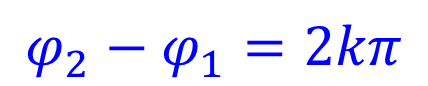 φ₂ − φ₁ = 2kπ